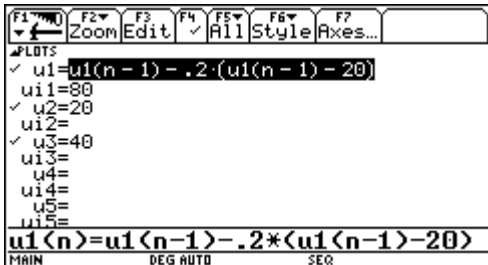 F1 F2 Zoom F3 Edit F4 ✓ F5 All F6 Style F7 Axes...
PLOTS
✓ u1=u1(n - 1) - .2·(u1(n - 1) - 20)
ui1=80
✓ u2=20
ui2=
✓ u3=40
ui3=
u4=
ui4=
u5=
ui5=
u1(n)=u1(n-1)-.2*(u1(n-1)-20)
MAIN DEG AUTO SEQ